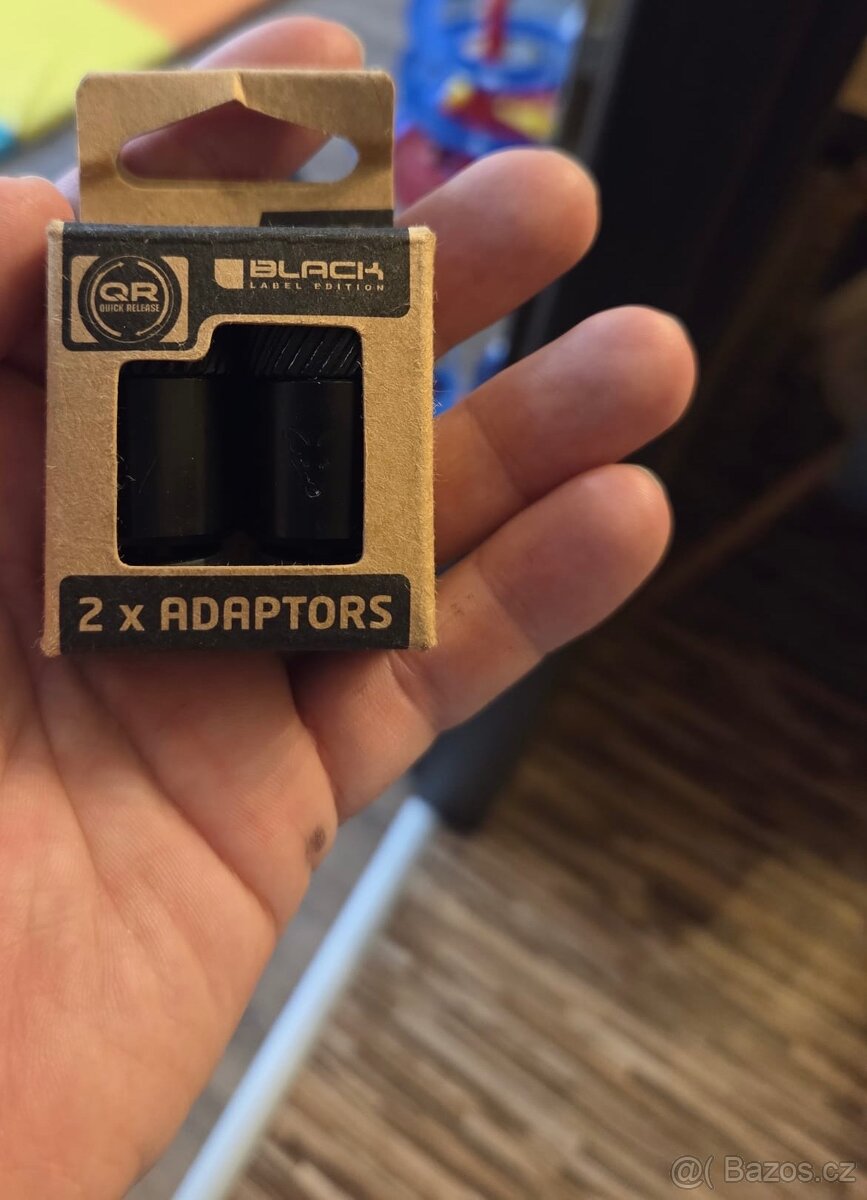 QR
QUICK RELEASE
BLACK
LABEL EDITION
2 x ADAPTORS
@( Bazos.cz